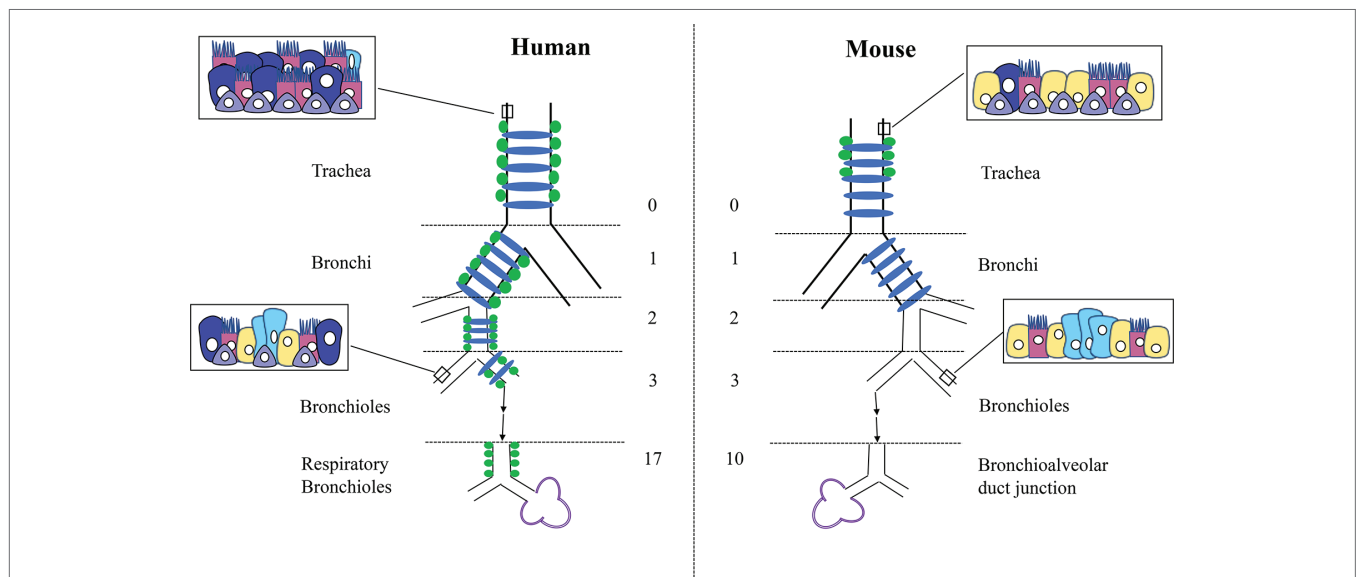 Human
Trachea
0
Bronchi
1
2
Bronchioles
3
Respiratory
Bronchioles
17
Mouse
Trachea
0
Bronchi
1
2
Bronchioles
3
Bronchioalveolar
duct junction
10